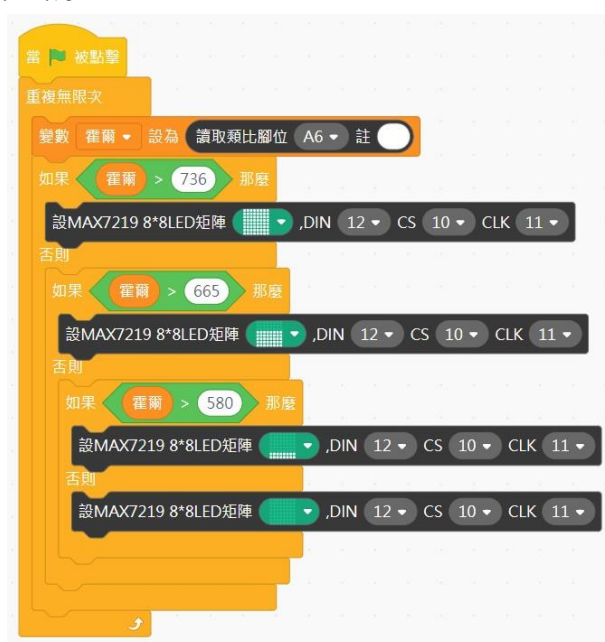 當 被點擊
重複無限次
變數 霍爾 設為 讀取類比腳位 A6 註
如果 霍爾 > 736 那麼
設MAX7219 8*8LED矩陣 ,DIN 12 CS 10 CLK 11
否則
如果 霍爾 > 665 那麼
設MAX7219 8*8LED矩陣 ,DIN 12 CS 10 CLK 11
否則
如果 霍爾 > 580 那麼
設MAX7219 8*8LED矩陣 ,DIN 12 CS 10 CLK 11
否則
設MAX7219 8*8LED矩陣 ,DIN 12 CS 10 CLK 11